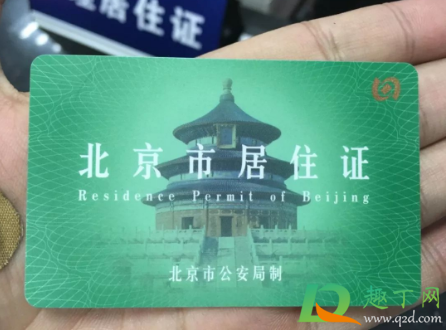 居住证
北京市居住证
Residence Permit of Beijing
北京市公安局制
趣丁网
www.q2d.com